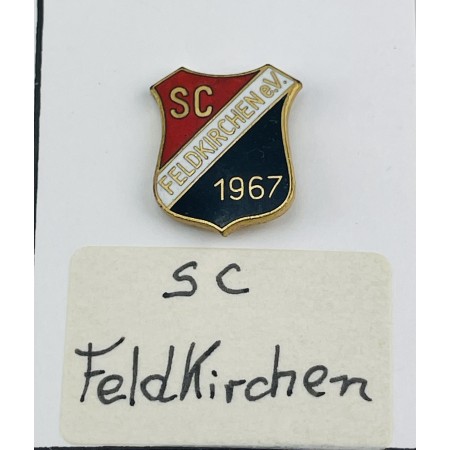 SC
FELDKIRCHEN e.V.
1967
SC
Feldkirchen